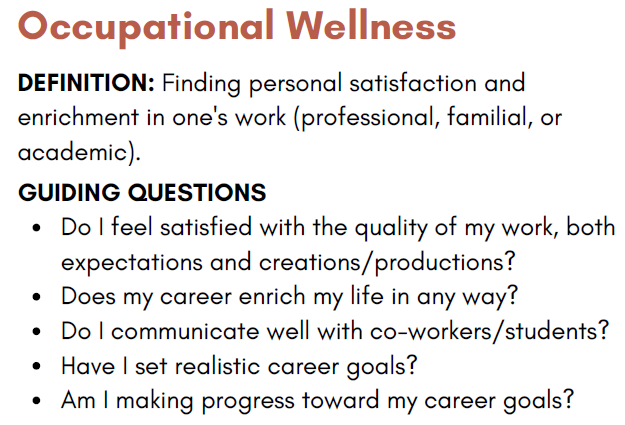 Occupational Wellness
DEFINITION: Finding personal satisfaction and
enrichment in one's work (professional, familial, or
academic).
GUIDING QUESTIONS
• Do I feel satisfied with the quality of my work, both
expectations and creations/productions?
• Does my career enrich my life in any way?
• Do I communicate well with co-workers/students?
• Have I set realistic career goals?
• Am I making progress toward my career goals?